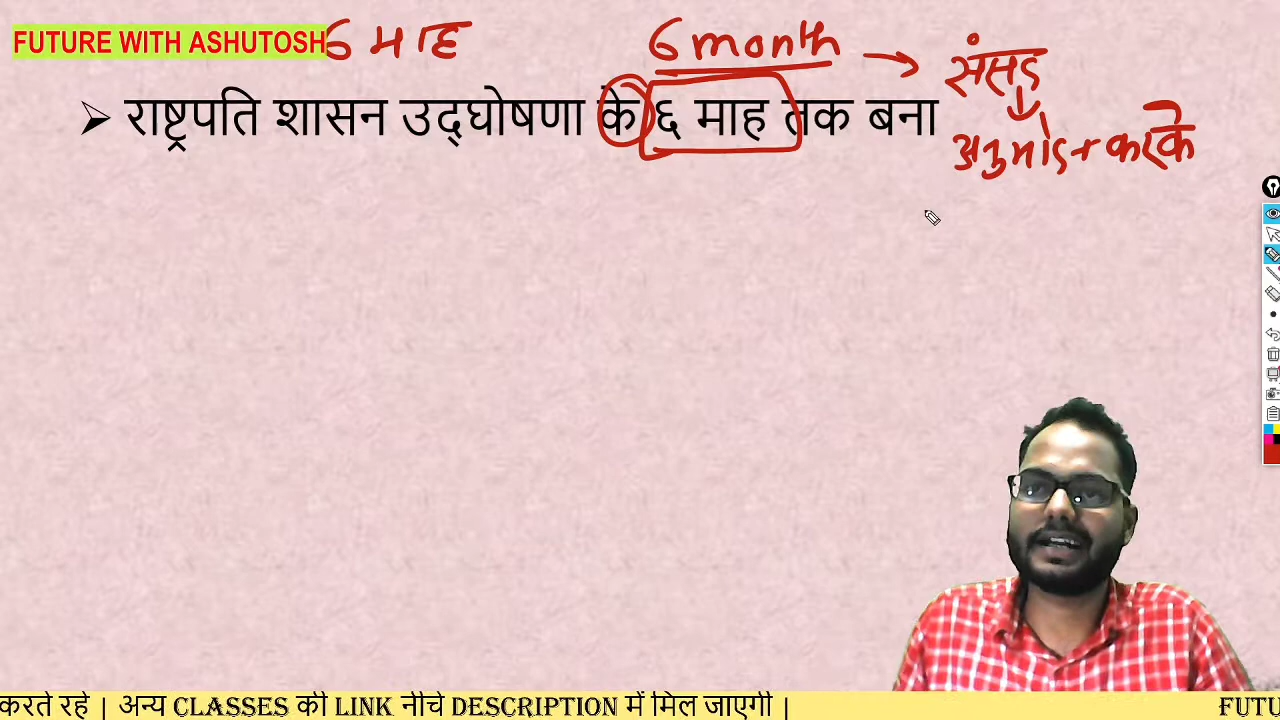 FUTURE WITH ASHUTOSH
6 माह
6 month → संसद
राष्ट्रपति शासन उद्घोषणा के ६ माह तक बना
अनुमोदन करके
करते रहे | अन्य CLASSES की LINK नीचे DESCRIPTION में मिल जाएगी |
FUTU